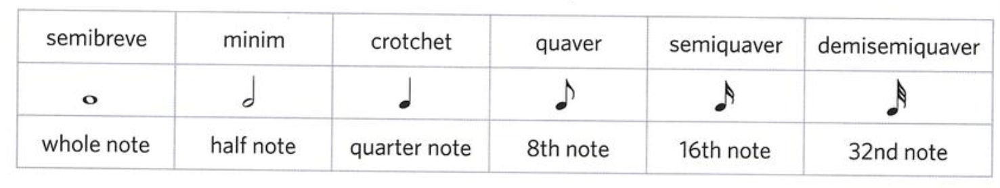 semibreve minim crotchet quaver semiquaver demisemiquaver
whole note half note quarter note 8th note 16th note 32nd note